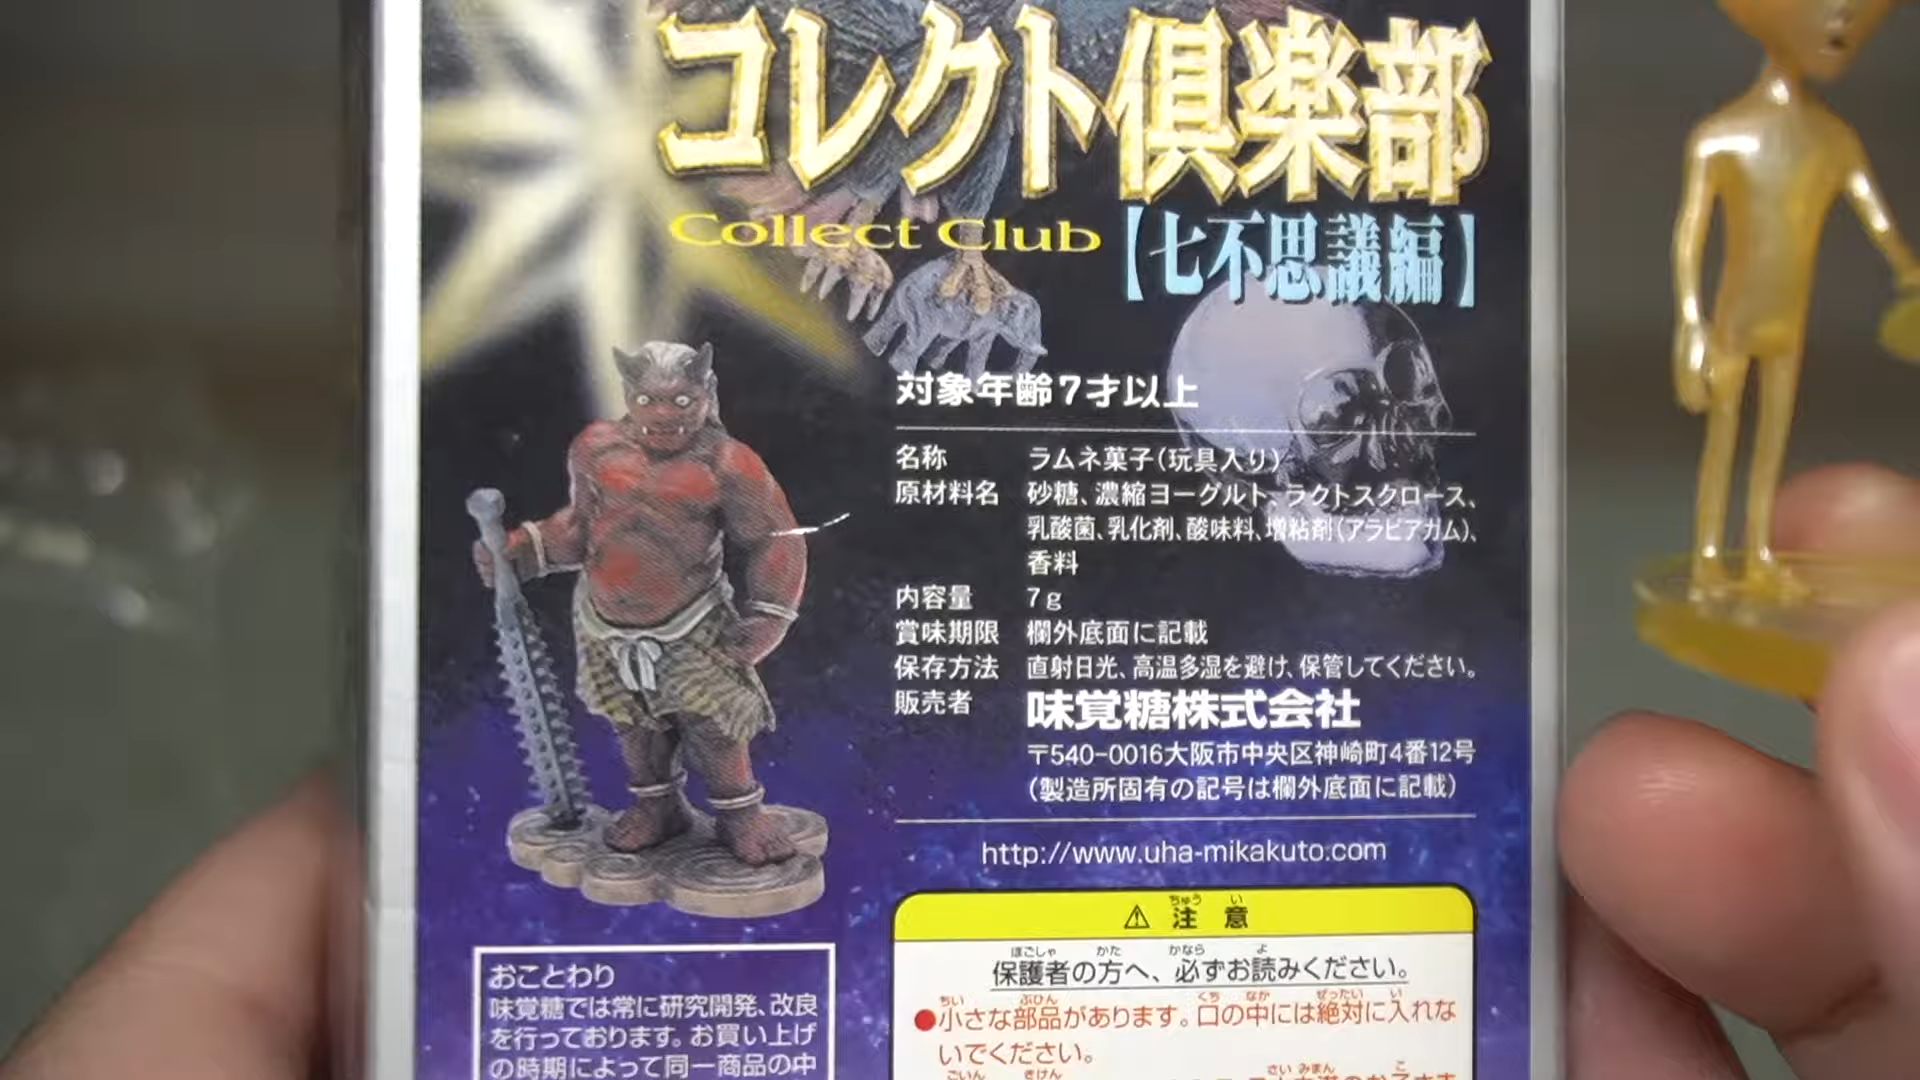 コレクト倶楽部
Collect Club 【七不思議編】
対象年齢7才以上
名称 ラムネ菓子(玩具入り)
原材料名 砂糖、濃縮ヨーグルト、ラクトスクロース、
乳酸菌、乳化剤、酸味料、増粘剤(アラビアガム)、
香料
内容量 7g
賞味期限 欄外底面に記載
保存方法 直射日光、高温多湿を避け、保管してください。
販売者 味覚糖株式会社
〒540-0016大阪市中央区神崎町4番12号
(製造所固有の記号は欄外底面に記載)
http://www.uha-mikakuto.com
おことわり
味覚糖では常に研究開発、改良
を行っております。お買い上げ
の時期によって同一商品の中
⚠ 注意
保護者の方へ、必ずお読みください。
●小さな部品があります。口の中には絶対に入れな
いでください。